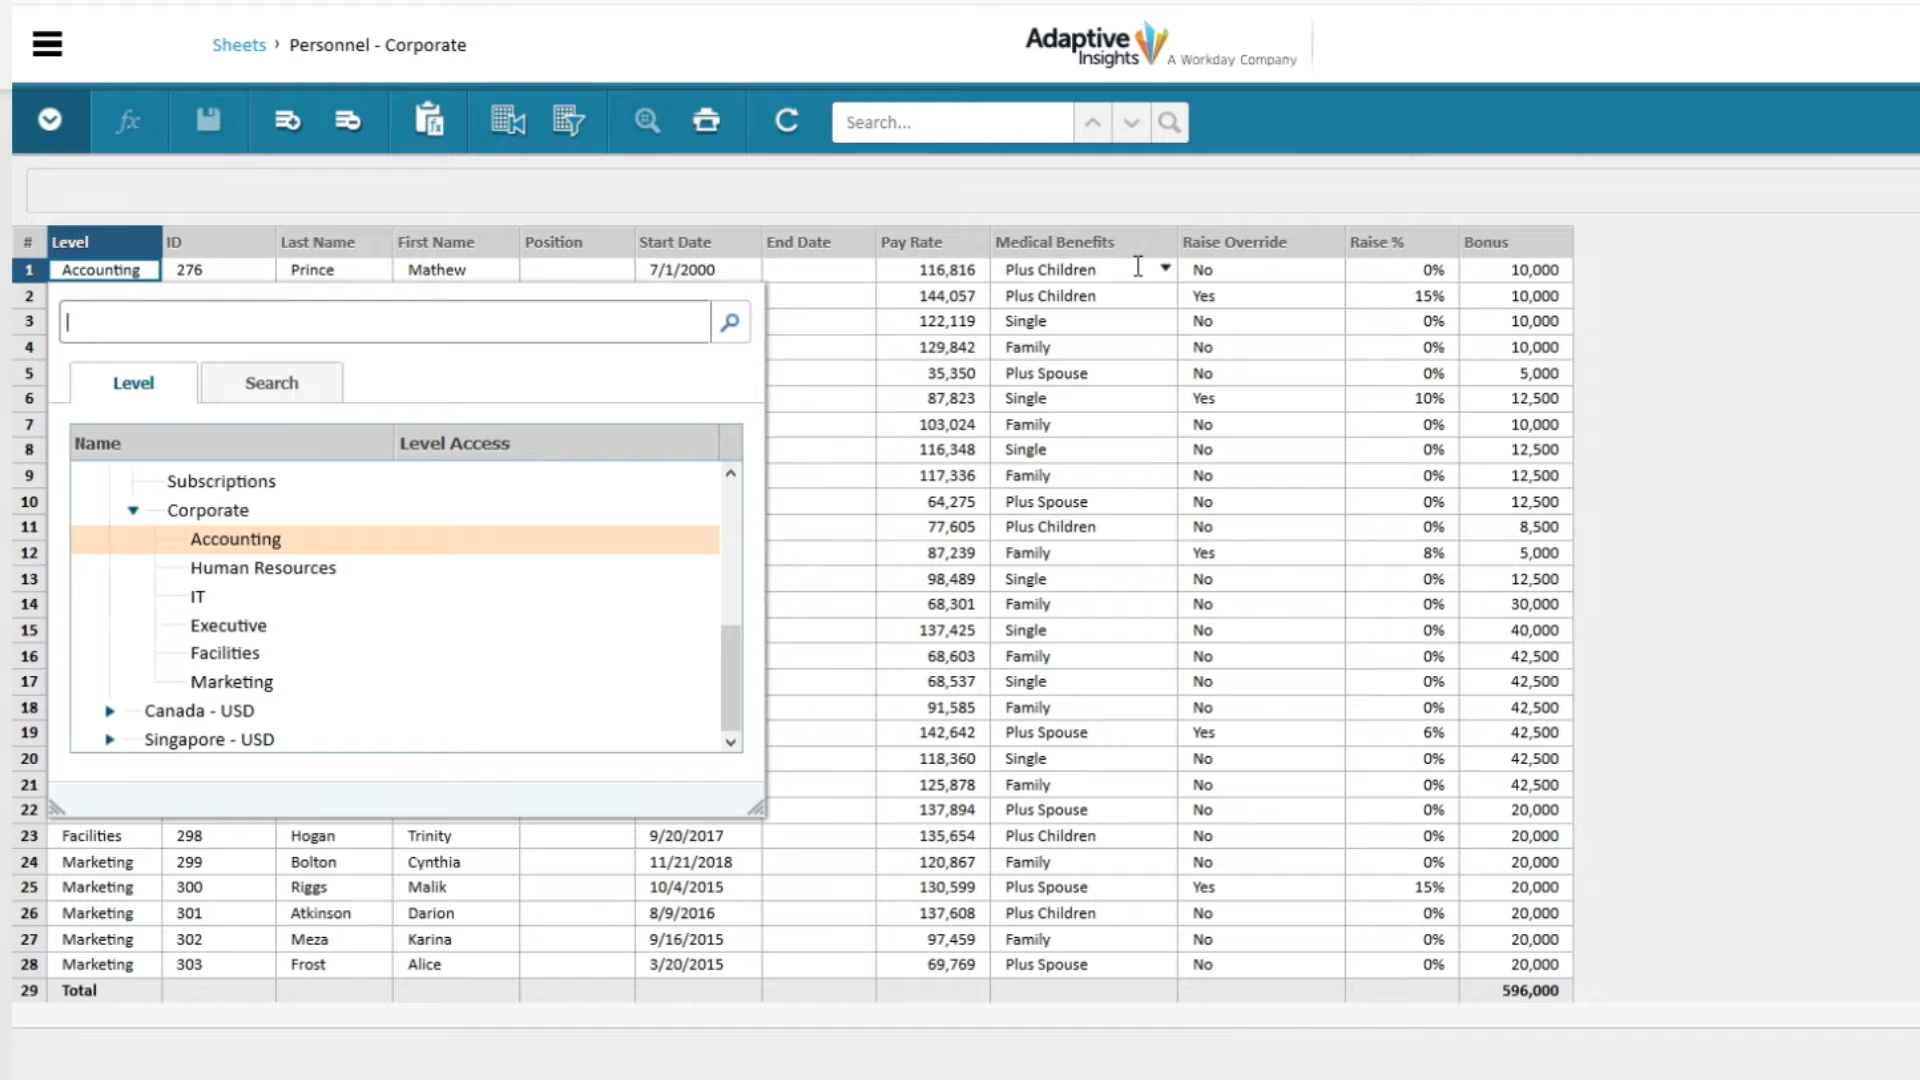 Sheets › Personnel - Corporate
Adaptive Insights A Workday Company
fx Search...
# Level ID Last Name First Name Position Start Date End Date Pay Rate Medical Benefits Raise Override Raise % Bonus
1 Accounting 276 Prince Mathew 7/1/2000 116,816 Plus Children No 0% 10,000
2 144,057 Plus Children Yes 15% 10,000
3 122,119 Single No 0% 10,000
4 129,842 Family No 0% 10,000
5 35,350 Plus Spouse No 0% 5,000
6 87,823 Single Yes 10% 12,500
7 103,024 Family No 0% 10,000
8 116,348 Single No 0% 12,500
9 117,336 Family No 0% 12,500
10 64,275 Plus Spouse No 0% 12,500
11 77,605 Plus Children No 0% 8,500
12 87,239 Family Yes 8% 5,000
13 98,489 Single No 0% 12,500
14 68,301 Family No 0% 30,000
15 137,425 Single No 0% 40,000
16 68,603 Family No 0% 42,500
17 68,537 Single No 0% 42,500
18 91,585 Family No 0% 42,500
19 142,642 Plus Spouse Yes 6% 42,500
20 118,360 Single No 0% 42,500
21 125,878 Family No 0% 42,500
22 137,894 Plus Spouse No 0% 20,000
23 Facilities 298 Hogan Trinity 9/20/2017 135,654 Plus Children No 0% 20,000
24 Marketing 299 Bolton Cynthia 11/21/2018 120,867 Family No 0% 20,000
25 Marketing 300 Riggs Malik 10/4/2015 130,599 Plus Spouse Yes 15% 20,000
26 Marketing 301 Atkinson Darion 8/9/2016 137,608 Plus Children No 0% 20,000
27 Marketing 302 Meza Karina 9/16/2015 97,459 Family No 0% 20,000
28 Marketing 303 Frost Alice 3/20/2015 69,769 Plus Spouse No 0% 20,000
29 Total 596,000
Level Search
Name Level Access
Subscriptions
Corporate
Accounting
Human Resources
IT
Executive
Facilities
Marketing
Canada - USD
Singapore - USD